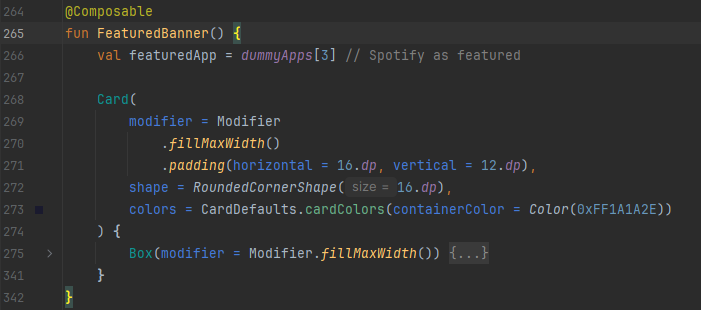 264 @Composable
265 fun FeaturedBanner() {
266     val featuredApp = dummyApps[3] // Spotify as featured
267
268     Card(
269         modifier = Modifier
270             .fillMaxWidth()
271             .padding(horizontal = 16.dp, vertical = 12.dp),
272         shape = RoundedCornerShape( size = 16.dp),
273         colors = CardDefaults.cardColors(containerColor = Color(0xFF1A1A2E))
274     ) {
275         Box(modifier = Modifier.fillMaxWidth()) {...}
341     }
342 }